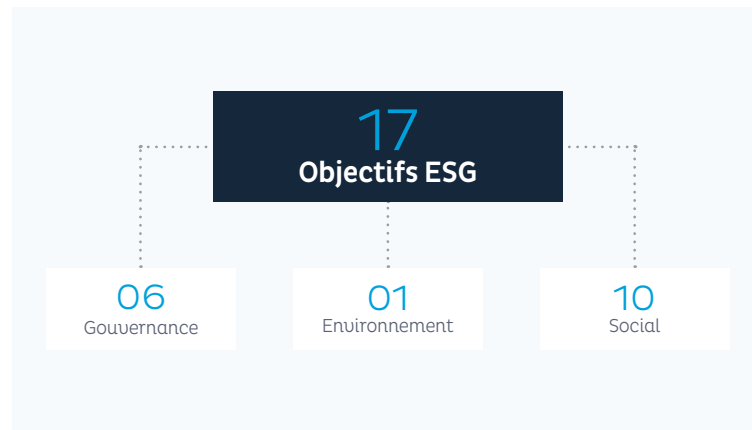 17
Objectifs ESG
06
Gouvernance
01
Environnement
10
Social